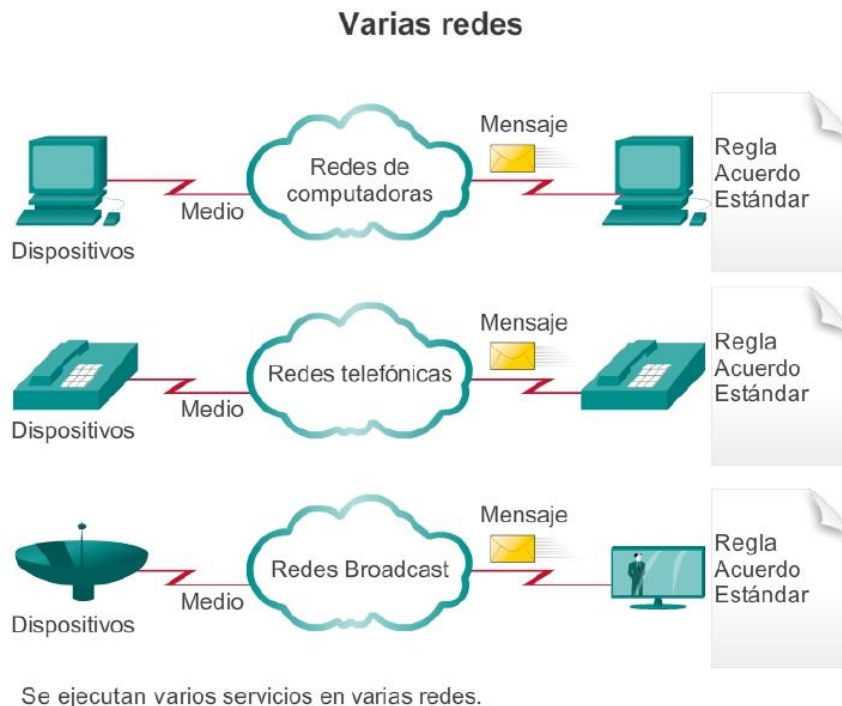 Varias redes
Mensaje
Redes de
computadoras
Medio
Dispositivos
Regla
Acuerdo
Estándar
Mensaje
Redes telefónicas
Medio
Dispositivos
Regla
Acuerdo
Estándar
Mensaje
Redes Broadcast
Medio
Dispositivos
Regla
Acuerdo
Estándar
Se ejecutan varios servicios en varias redes.